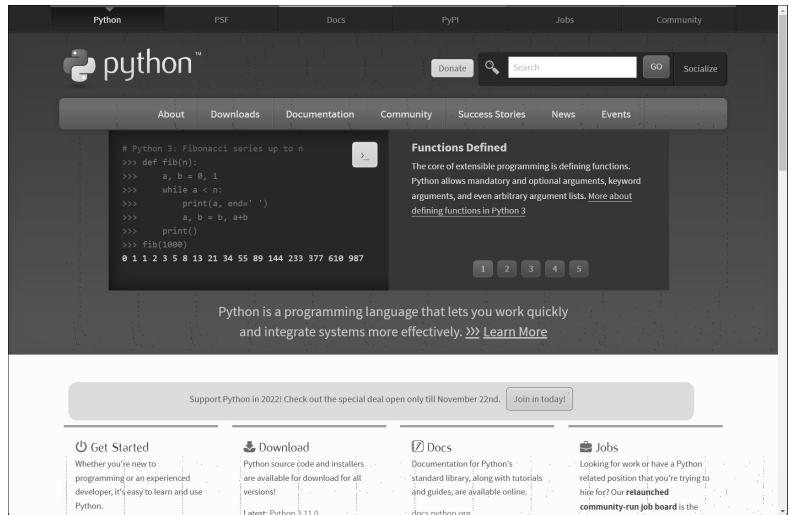 Python PSF Docs PyPI Jobs Community
python™
Donate Search GO Socialize
About Downloads Documentation Community Success Stories News Events
# Python 3: Fibonacci series up to n
>>> def fib(n):
>>>     a, b = 0, 1
>>>     while a < n:
>>>         print(a, end=' ')
>>>         a, b = b, a+b
>>>     print()
>>> fib(1000)
0 1 1 2 3 5 8 13 21 34 55 89 144 233 377 610 987
>_
Functions Defined
The core of extensible programming is defining functions.
Python allows mandatory and optional arguments, keyword
arguments, and even arbitrary argument lists. More about
defining functions in Python 3
1 2 3 4 5
Python is a programming language that lets you work quickly
and integrate systems more effectively. >>> Learn More
Support Python in 2022! Check out the special deal open only till November 22nd. Join in today!
Get Started
Whether you're new to
programming or an experienced
developer, it's easy to learn and use
Python.
Download
Python source code and installers
are available for download for all
versions!
Latest: Python 3.11.0
Docs
Documentation for Python's
standard library, along with tutorials
and guides, are available online.
docs.python.org
Jobs
Looking for work or have a Python
related position that you're trying to
hire for? Our relaunched
community-run job board is the